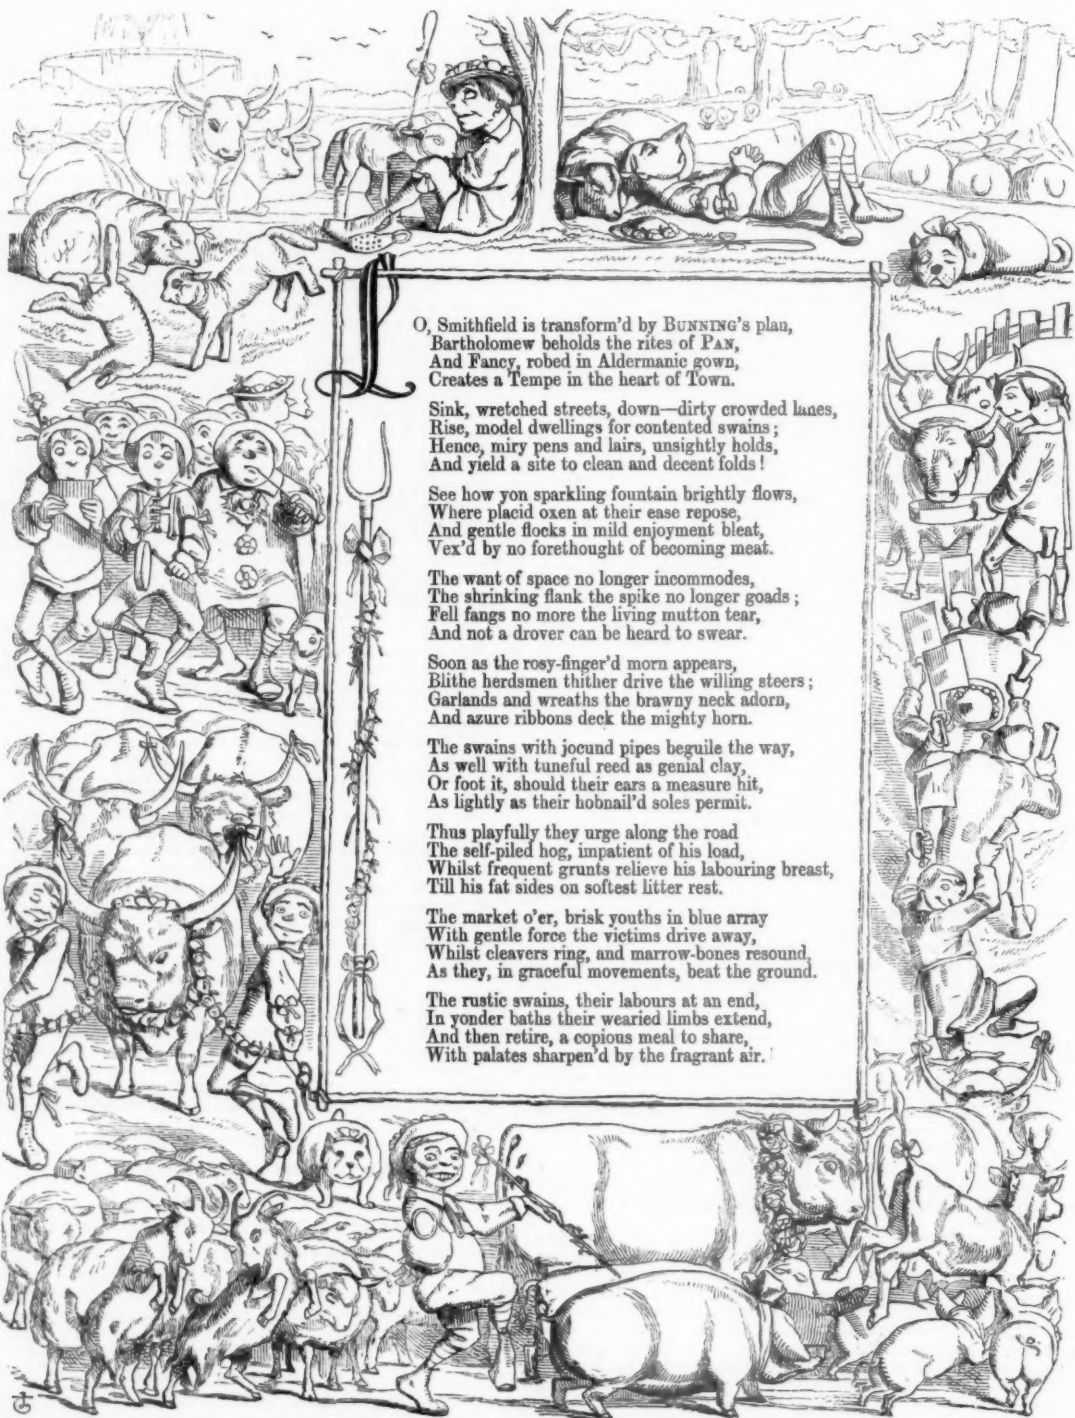 LO, Smithfield is transform'd by BUNNING's plan,
Bartholomew beholds the rites of PAN,
And Fancy, robed in Aldermanic gown,
Creates a Tempe in the heart of Town.
Sink, wretched streets, down—dirty crowded lanes,
Rise, model dwellings for contented swains;
Hence, miry pens and lairs, unsightly holds,
And yield a site to clean and decent folds!
See how yon sparkling fountain brightly flows,
Where placid oxen at their ease repose,
And gentle flocks in mild enjoyment bleat,
Vex'd by no forethought of becoming meat.
The want of space no longer incommodes,
The shrinking flank the spike no longer goads;
Fell fangs no more the living mutton tear,
And not a drover can be heard to swear.
Soon as the rosy-finger'd morn appears,
Blithe herdsmen thither drive the willing steers;
Garlands and wreaths the brawny neck adorn,
And azure ribbons deck the mighty horn.
The swains with jocund pipes beguile the way,
As well with tuneful reed as genial clay,
Or foot it, should their ears a measure hit,
As lightly as their hobnail'd soles permit.
Thus playfully they urge along the road
The self-piled hog, impatient of his load,
Whilst frequent grunts relieve his labouring breast,
Till his fat sides on softest litter rest.
The market o'er, brisk youths in blue array
With gentle force the victims drive away,
Whilst cleavers ring, and marrow-bones resound,
As they, in graceful movements, beat the ground.
The rustic swains, their labours at an end,
In yonder baths their wearied limbs extend,
And then retire, a copious meal to share,
With palates sharpen'd by the fragrant air.